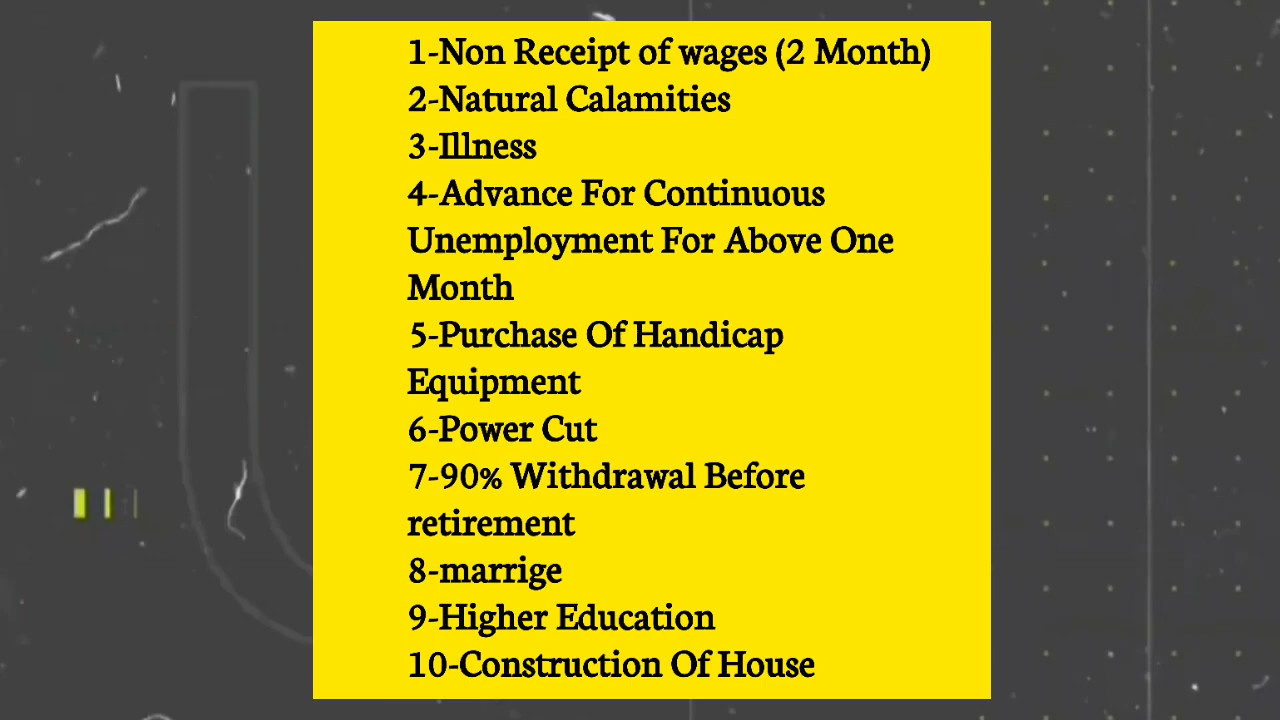 1-Non Receipt of wages (2 Month)
2-Natural Calamities
3-Illness
4-Advance For Continuous
Unemployment For Above One
Month
5-Purchase Of Handicap
Equipment
6-Power Cut
7-90% Withdrawal Before
retirement
8-marrige
9-Higher Education
10-Construction Of House